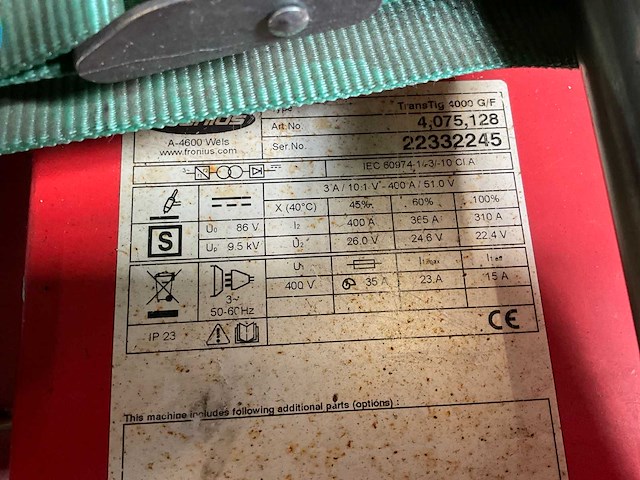 Type TransTig 4000 G/F
Art.No. 4,075,128
Ser.No. 22332245
A-4600 Wels
www.fronius.com
IEC 60974-1-3/-10 Cl.A
3 A / 10.1 V - 400 A / 51.0 V
X (40°C) 45% 60% 100%
S U0 86 V I2 400 A 365 A 310 A
Up 9.5 kV U2 26.0 V 24.6 V 22.4 V
U1 I1max I1eff
3~ 400 V 35 A 23 A 15 A
50-60Hz
IP 23 CE
This machine includes following additional parts (options) :